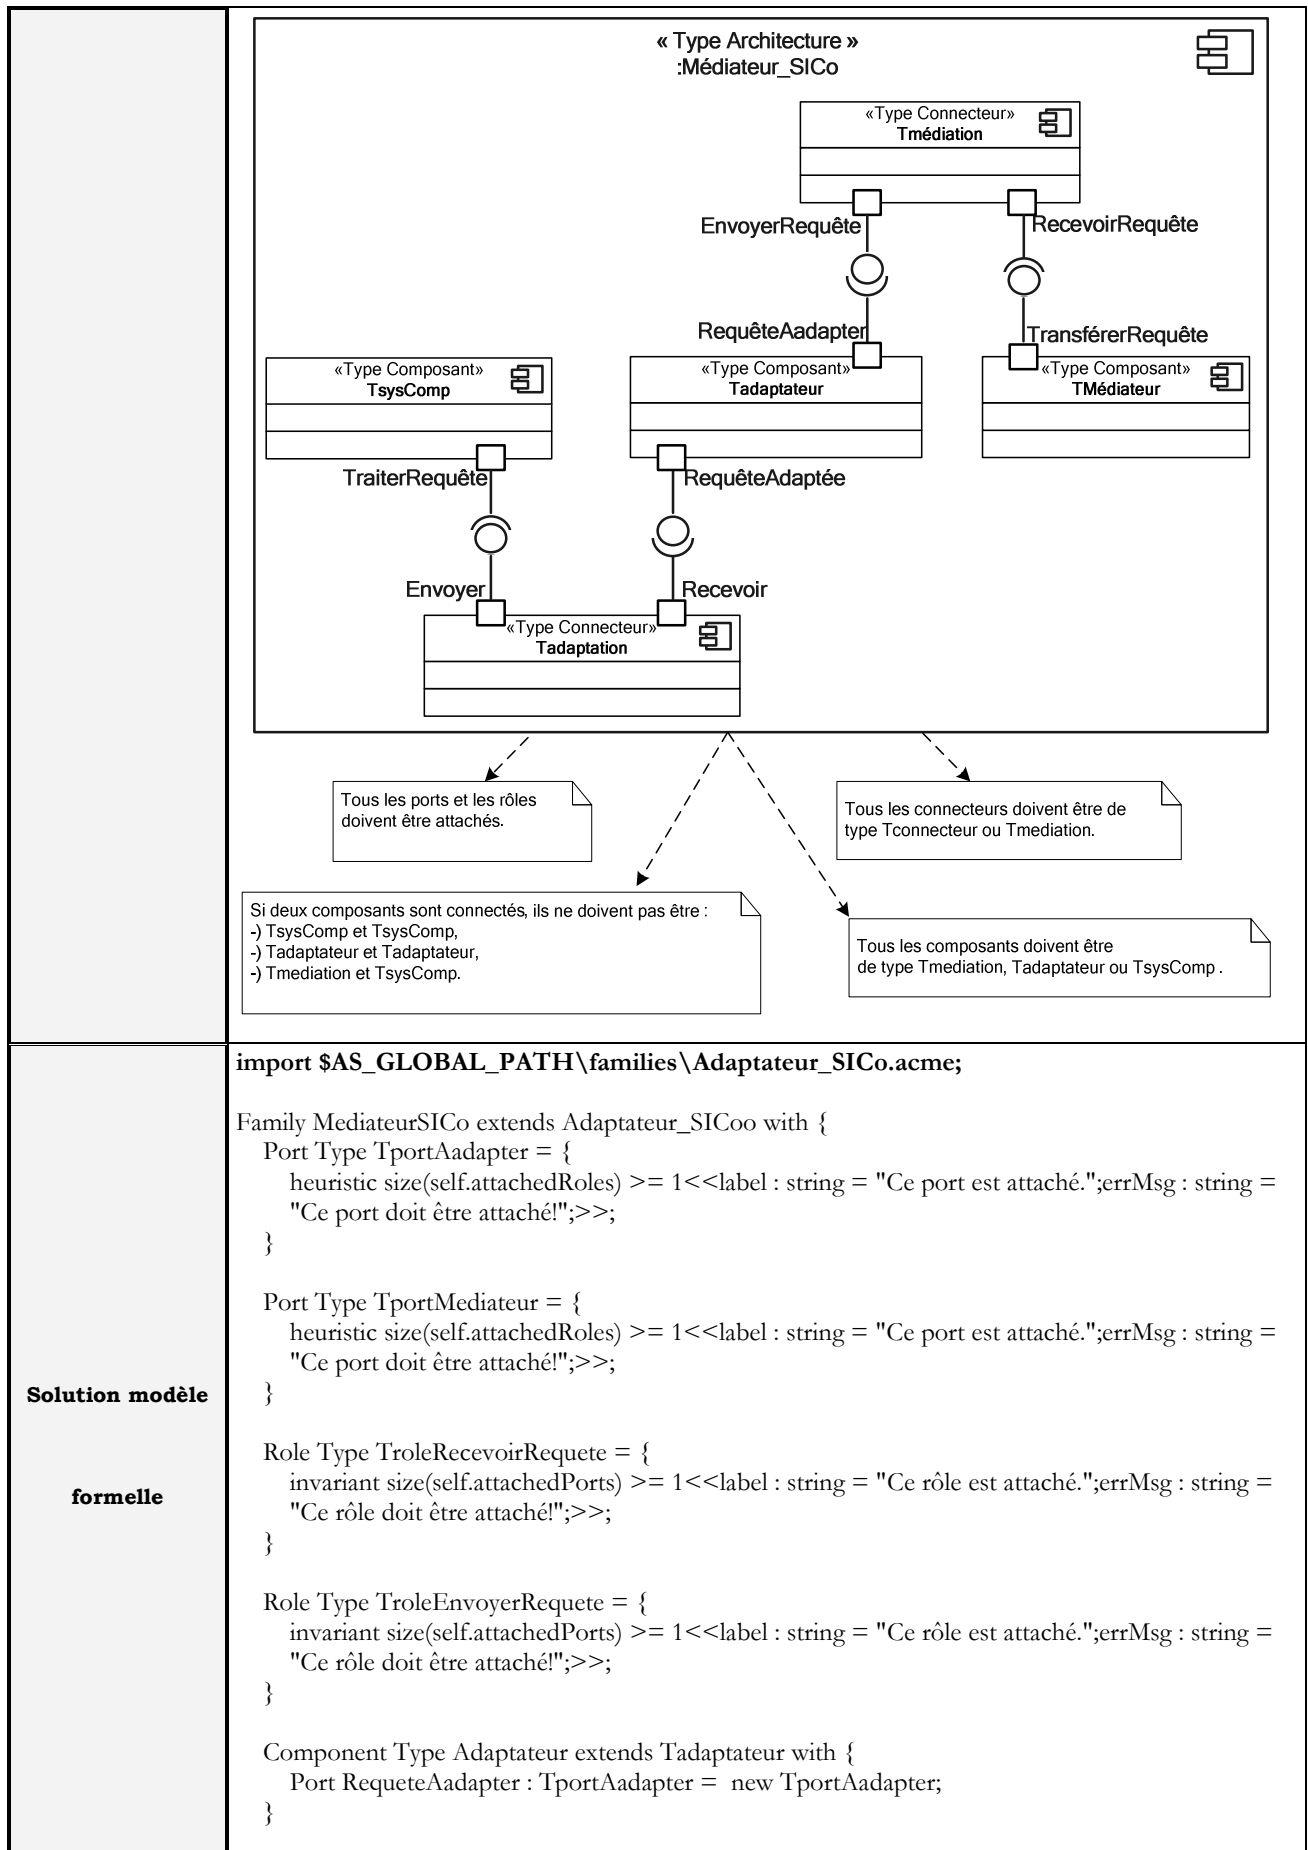 « Type Architecture »
:Médiateur_SICo
«Type Connecteur»
Tmédiation
EnvoyerRequête
RecevoirRequête
RequêteAadapter
TransférerRequête
«Type Composant»
TsysComp
«Type Composant»
Tadaptateur
«Type Composant»
TMédiateur
TraiterRequête
RequêteAdaptée
Envoyer
Recevoir
«Type Connecteur»
Tadaptation
Tous les ports et les rôles
doivent être attachés.
Tous les connecteurs doivent être de
type Tconnecteur ou Tmediation.
Si deux composants sont connectés, ils ne doivent pas être :
-) TsysComp et TsysComp,
-) Tadaptateur et Tadaptateur,
-) Tmediation et TsysComp.
Tous les composants doivent être
de type Tmediation, Tadaptateur ou TsysComp .
Solution modèle
formelle
import $AS_GLOBAL_PATH\families\Adaptateur_SICo.acme;
Family MediateurSICo extends Adaptateur_SICoo with {
Port Type TportAadapter = {
heuristic size(self.attachedRoles) >= 1<<label : string = "Ce port est attaché.";errMsg : string =
"Ce port doit être attaché!";>>;
}
Port Type TportMediateur = {
heuristic size(self.attachedRoles) >= 1<<label : string = "Ce port est attaché.";errMsg : string =
"Ce port doit être attaché!";>>;
}
Role Type TroleRecevoirRequete = {
invariant size(self.attachedPorts) >= 1<<label : string = "Ce rôle est attaché.";errMsg : string =
"Ce rôle doit être attaché!";>>;
}
Role Type TroleEnvoyerRequete = {
invariant size(self.attachedPorts) >= 1<<label : string = "Ce rôle est attaché.";errMsg : string =
"Ce rôle doit être attaché!";>>;
}
Component Type Adaptateur extends Tadaptateur with {
Port RequeteAadapter : TportAadapter =  new TportAadapter;
}